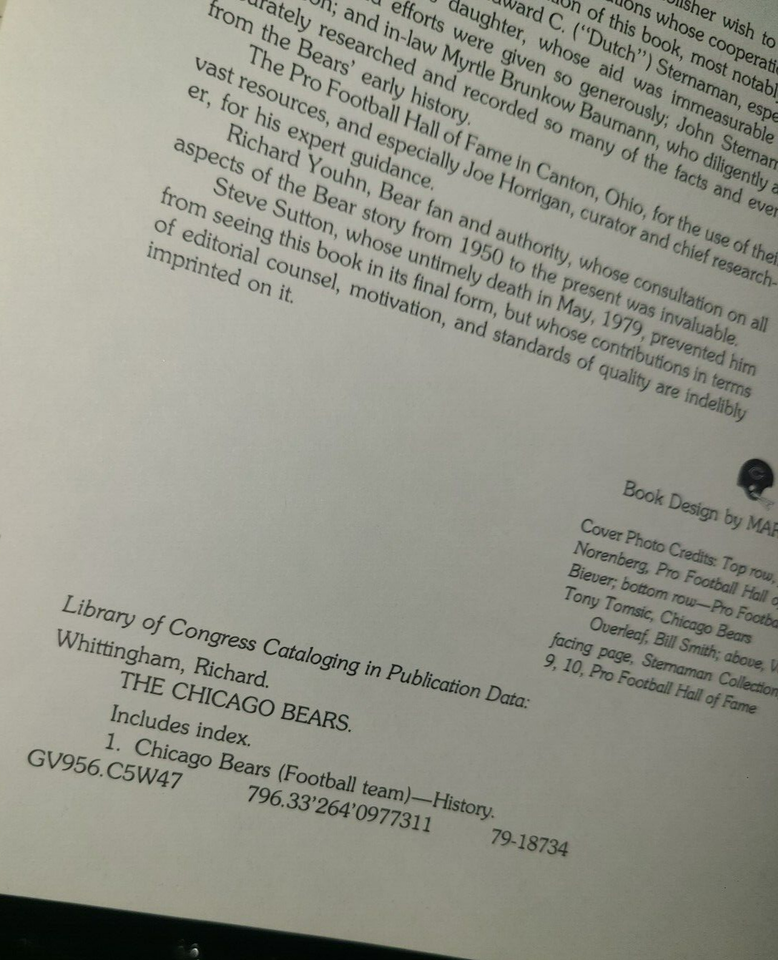 lisher wish to
ons whose cooperati
on of this book, most notabl
ward C. ("Dutch") Sternaman, espe
daughter, whose aid was immeasurable
efforts were given so generously; John Sternam
on; and in-law Myrtle Brunkow Baumann, who diligently a
urately researched and recorded so many of the facts and even
from the Bears' early history.
The Pro Football Hall of Fame in Canton, Ohio, for the use of thei
vast resources, and especially Joe Horrigan, curator and chief research-
er, for his expert guidance.
Richard Youhn, Bear fan and authority, whose consultation on all
aspects of the Bear story from 1950 to the present was invaluable.
Steve Sutton, whose untimely death in May, 1979, prevented him
from seeing this book in its final form, but whose contributions in terms
of editorial counsel, motivation, and standards of quality are indelibly
imprinted on it.
Book Design by MAR
Cover Photo Credits: Top row,
Norenberg, Pro Football Hall o
Biever; bottom row—Pro Footba
Tony Tomsic, Chicago Bears
Overleaf, Bill Smith; above, W
facing page, Sternaman Collection
9, 10, Pro Football Hall of Fame
Library of Congress Cataloging in Publication Data:
Whittingham, Richard.
THE CHICAGO BEARS.
Includes index.
1. Chicago Bears (Football team)—History.
GV956.C5W47 796.33'264'0977311 79-18734